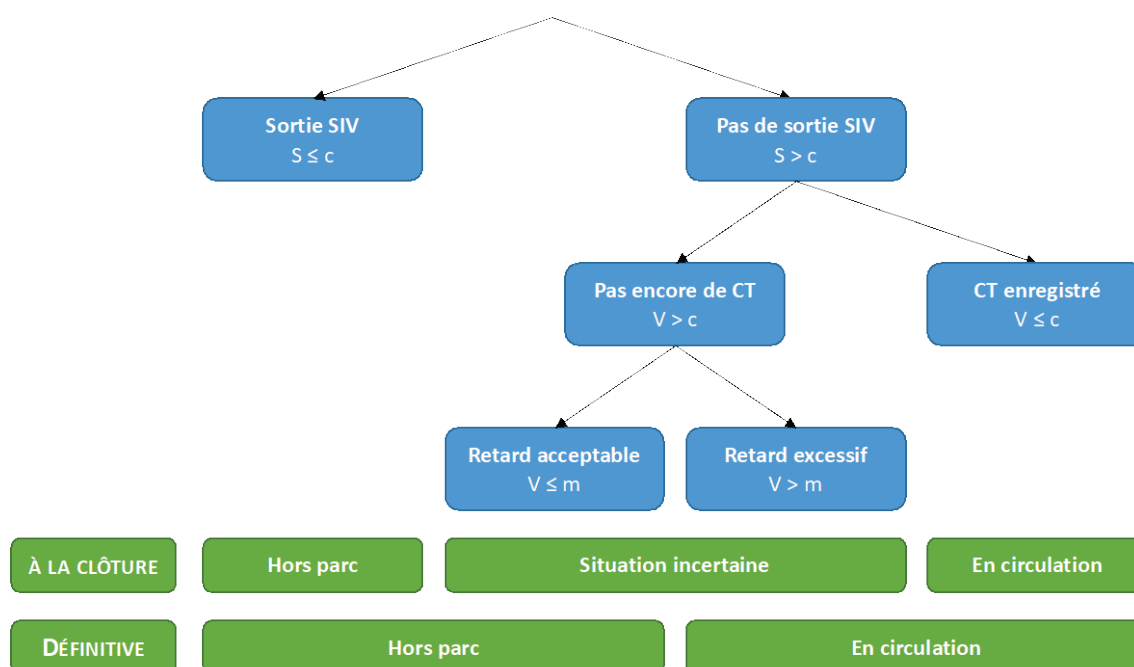 Sortie SIV
S ≤ c
Pas de sortie SIV
S > c
Pas encore de CT
V > c
CT enregistré
V ≤ c
Retard acceptable
V ≤ m
Retard excessif
V > m
À LA CLÔTURE
Hors parc
Situation incertaine
En circulation
DÉFINITIVE
Hors parc
En circulation